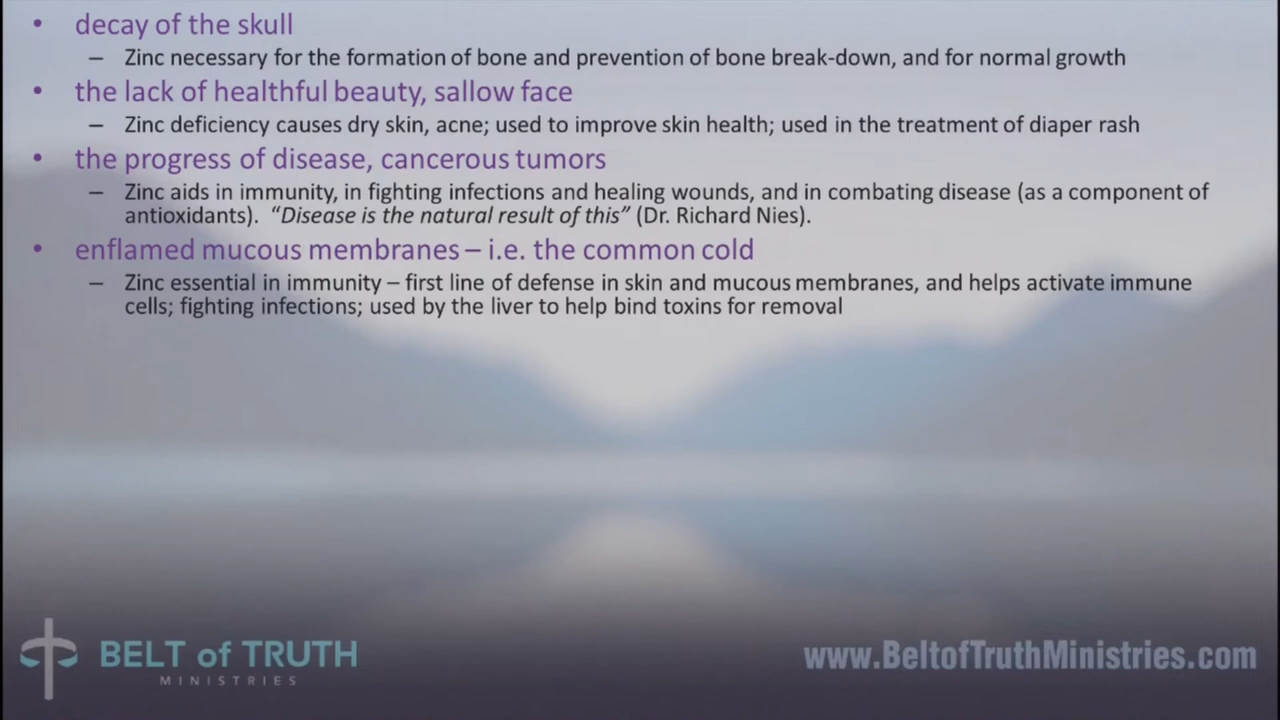 • decay of the skull
– Zinc necessary for the formation of bone and prevention of bone break-down, and for normal growth
• the lack of healthful beauty, sallow face
– Zinc deficiency causes dry skin, acne; used to improve skin health; used in the treatment of diaper rash
• the progress of disease, cancerous tumors
– Zinc aids in immunity, in fighting infections and healing wounds, and in combating disease (as a component of
antioxidants). “Disease is the natural result of this” (Dr. Richard Nies).
• enflamed mucous membranes – i.e. the common cold
– Zinc essential in immunity – first line of defense in skin and mucous membranes, and helps activate immune
cells; fighting infections; used by the liver to help bind toxins for removal
BELT of TRUTH
MINISTRIES
www.BeltofTruthMinistries.com